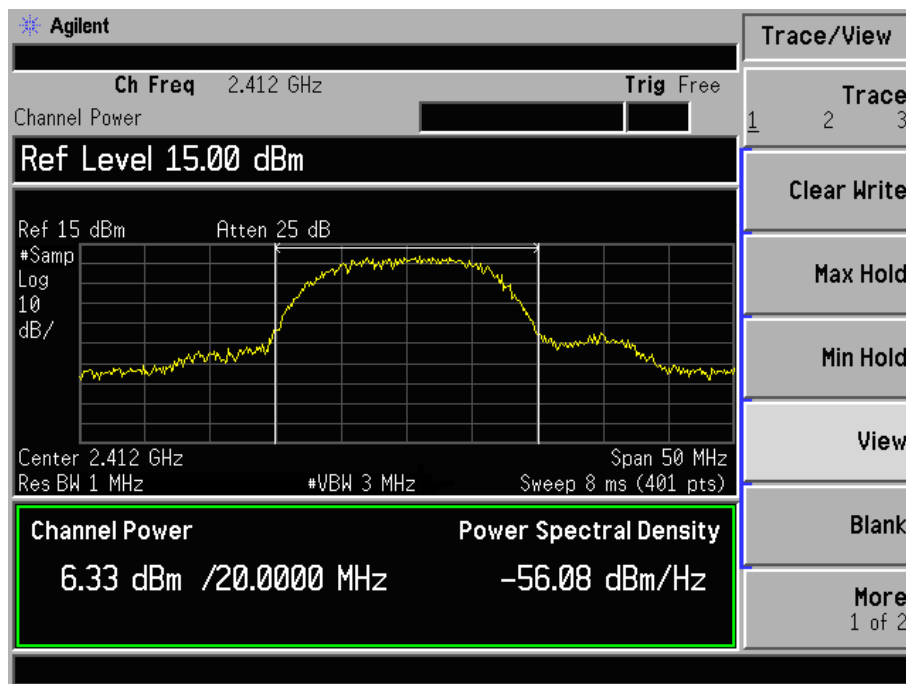 Agilent
Ch Freq 2.412 GHz Trig Free
Channel Power
Ref Level 15.00 dBm
Ref 15 dBm Atten 25 dB
#Samp
Log
10
dB/
Center 2.412 GHz Span 50 MHz
Res BW 1 MHz #VBW 3 MHz Sweep 8 ms (401 pts)
Channel Power Power Spectral Density
6.33 dBm /20.0000 MHz -56.08 dBm/Hz
Trace/View
Trace
1 2 3
Clear Write
Max Hold
Min Hold
View
Blank
More
1 of 2